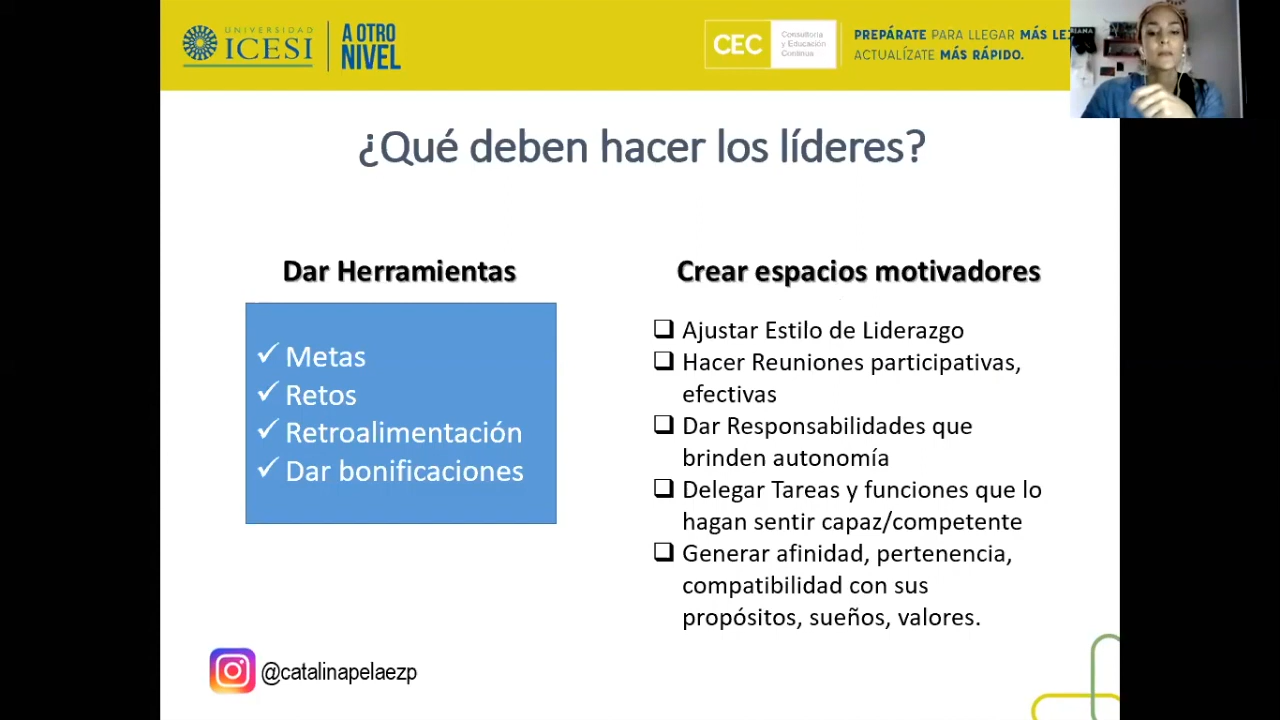 UNIVERSIDAD
ICESI
A OTRO
NIVEL
CEC
Consultoría
y Educación
Continua
PREPÁRATE PARA LLEGAR MÁS
ACTUALÍZATE MÁS RÁPIDO.
¿Qué deben hacer los líderes?
Dar Herramientas
✓ Metas
✓ Retos
✓ Retroalimentación
✓ Dar bonificaciones
Crear espacios motivadores
❑ Ajustar Estilo de Liderazgo
❑ Hacer Reuniones participativas,
efectivas
❑ Dar Responsabilidades que
brinden autonomía
❑ Delegar Tareas y funciones que lo
hagan sentir capaz/competente
❑ Generar afinidad, pertenencia,
compatibilidad con sus
propósitos, sueños, valores.
@catalinapelaezp